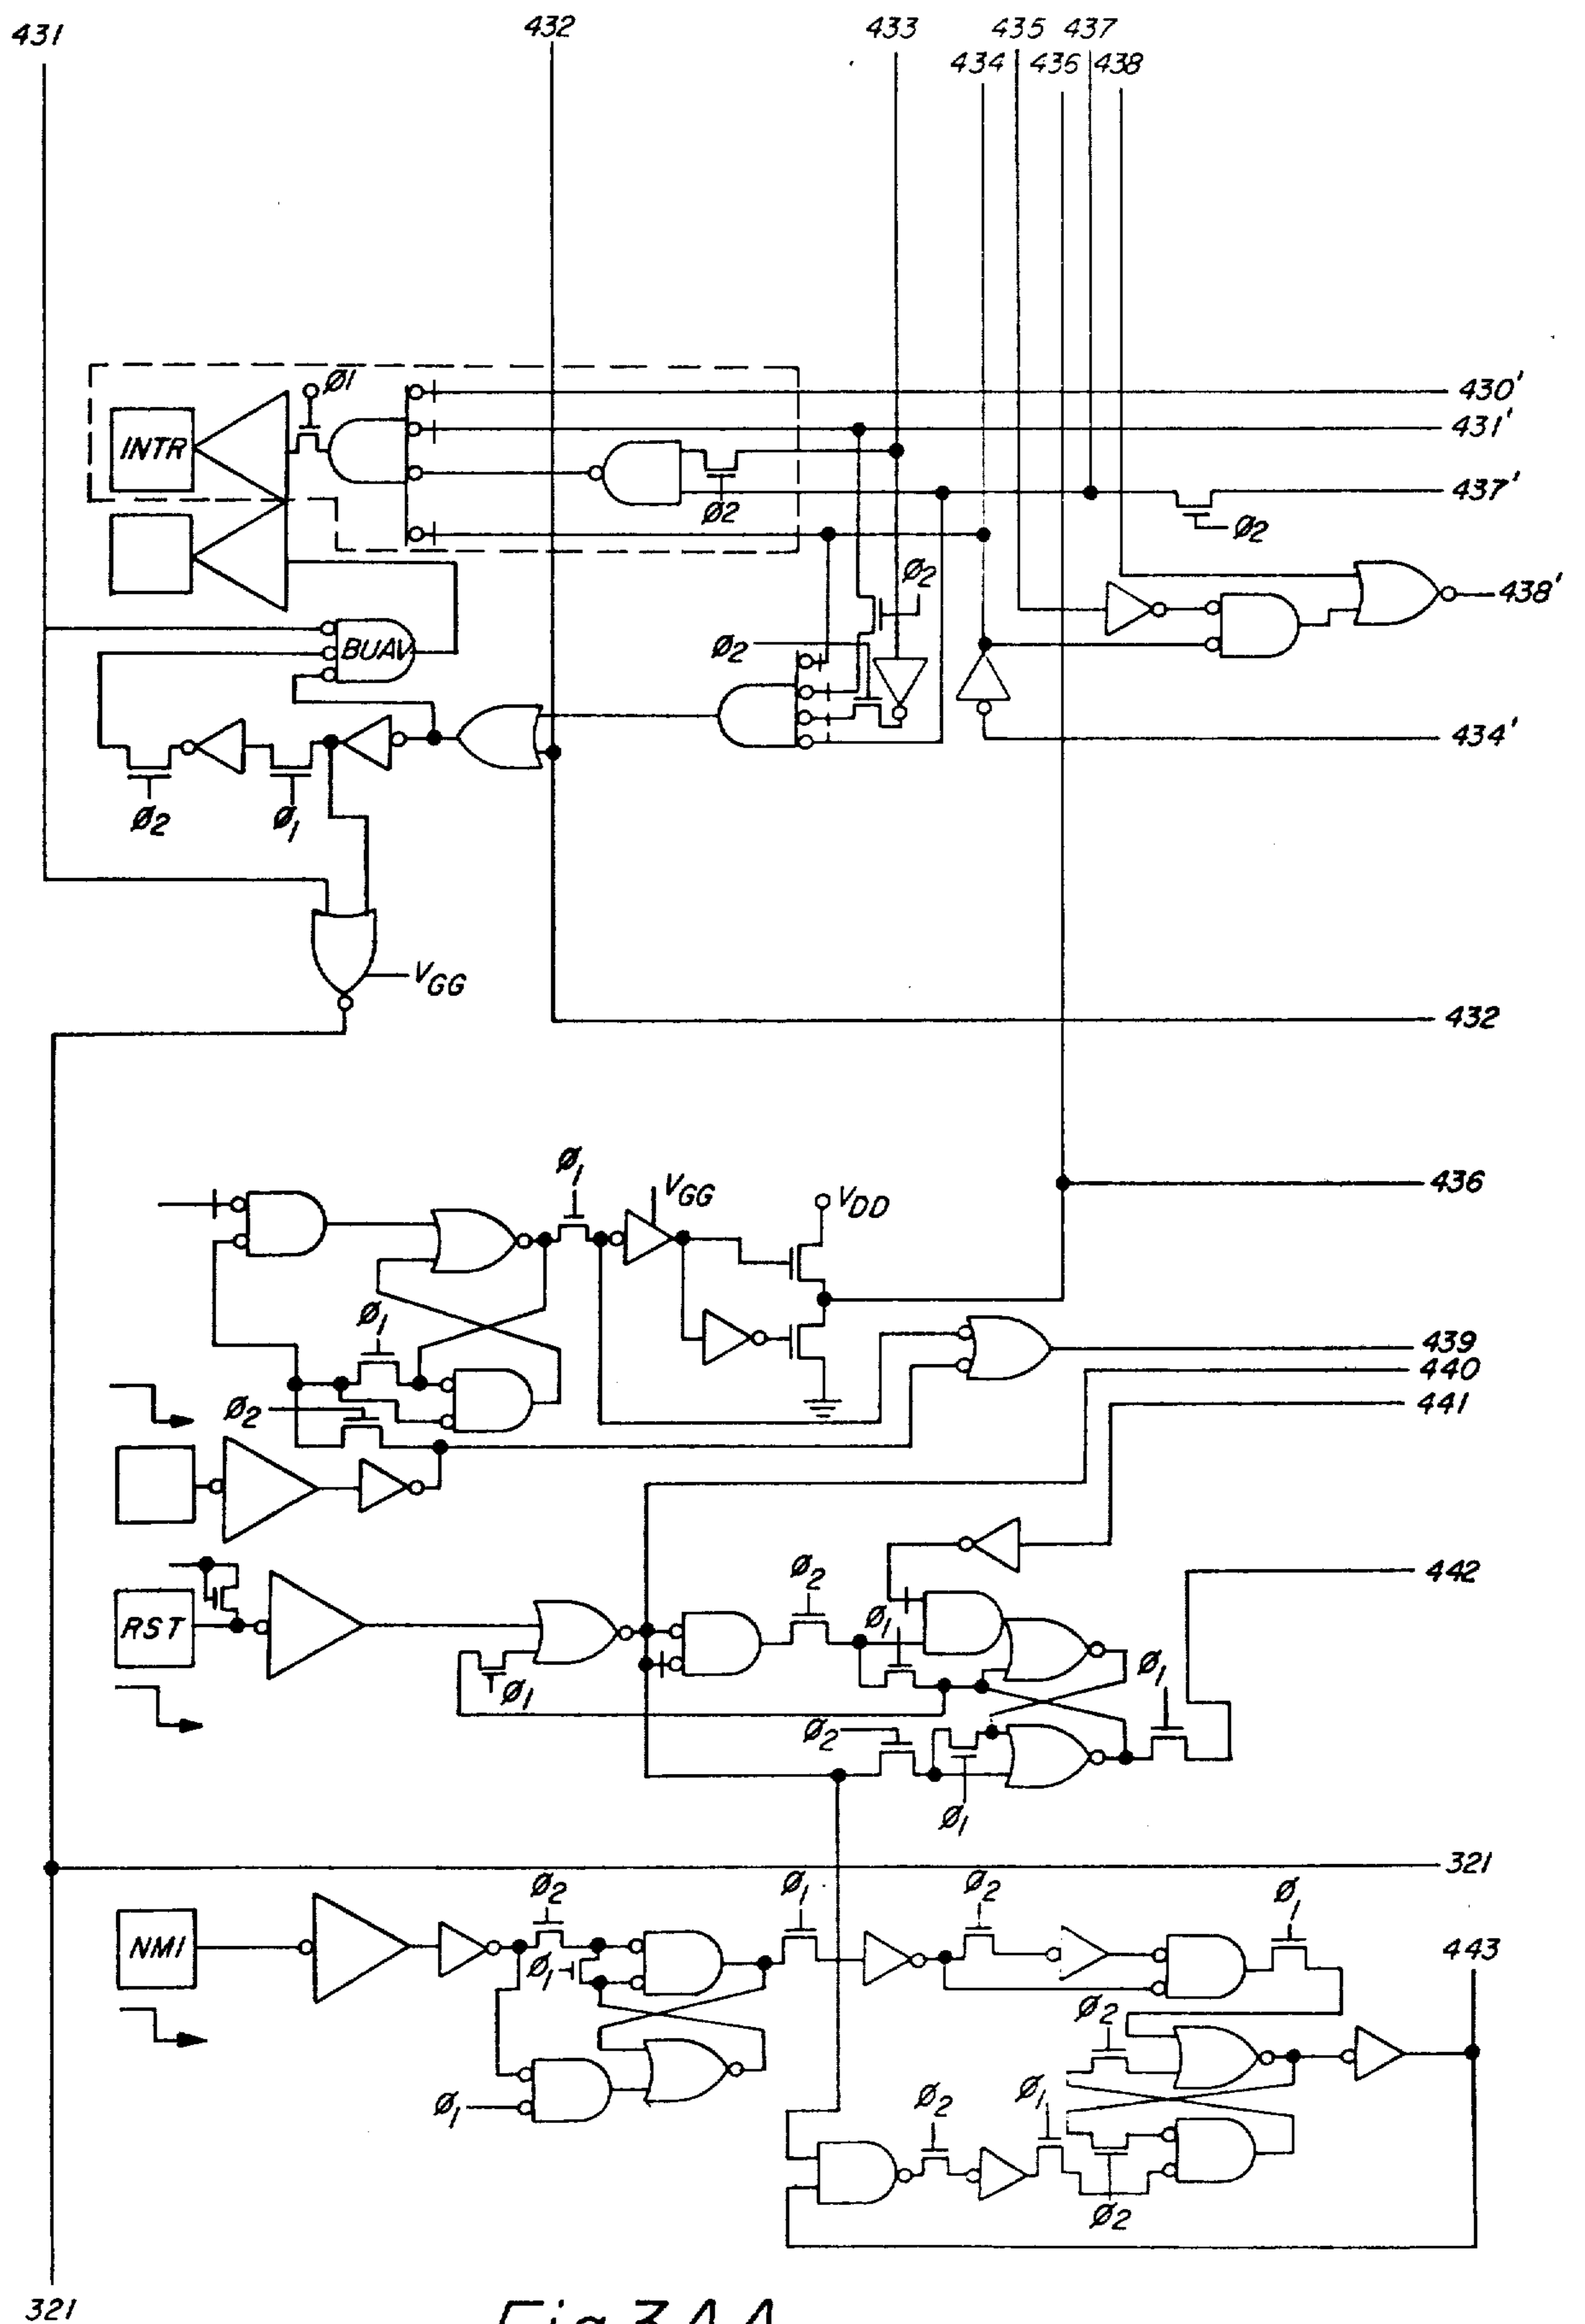 431
432
433
435 437
434 436 438
Ø1
430'
INTR
431'
437'
Ø2
Ø2
Ø2
438'
Ø2
BUAV
434'
Ø2
Ø1
VGG
432
Ø1
VGG
VDD
436
Ø1
439
440
Ø2
441
Ø2
442
RST
Ø1
Ø1
Ø1
Ø2
Ø1
321
Ø2
Ø1
Ø2
Ø1
NMI
443
Ø1
Ø2
Ø1
Ø2
Ø1
Ø2
321